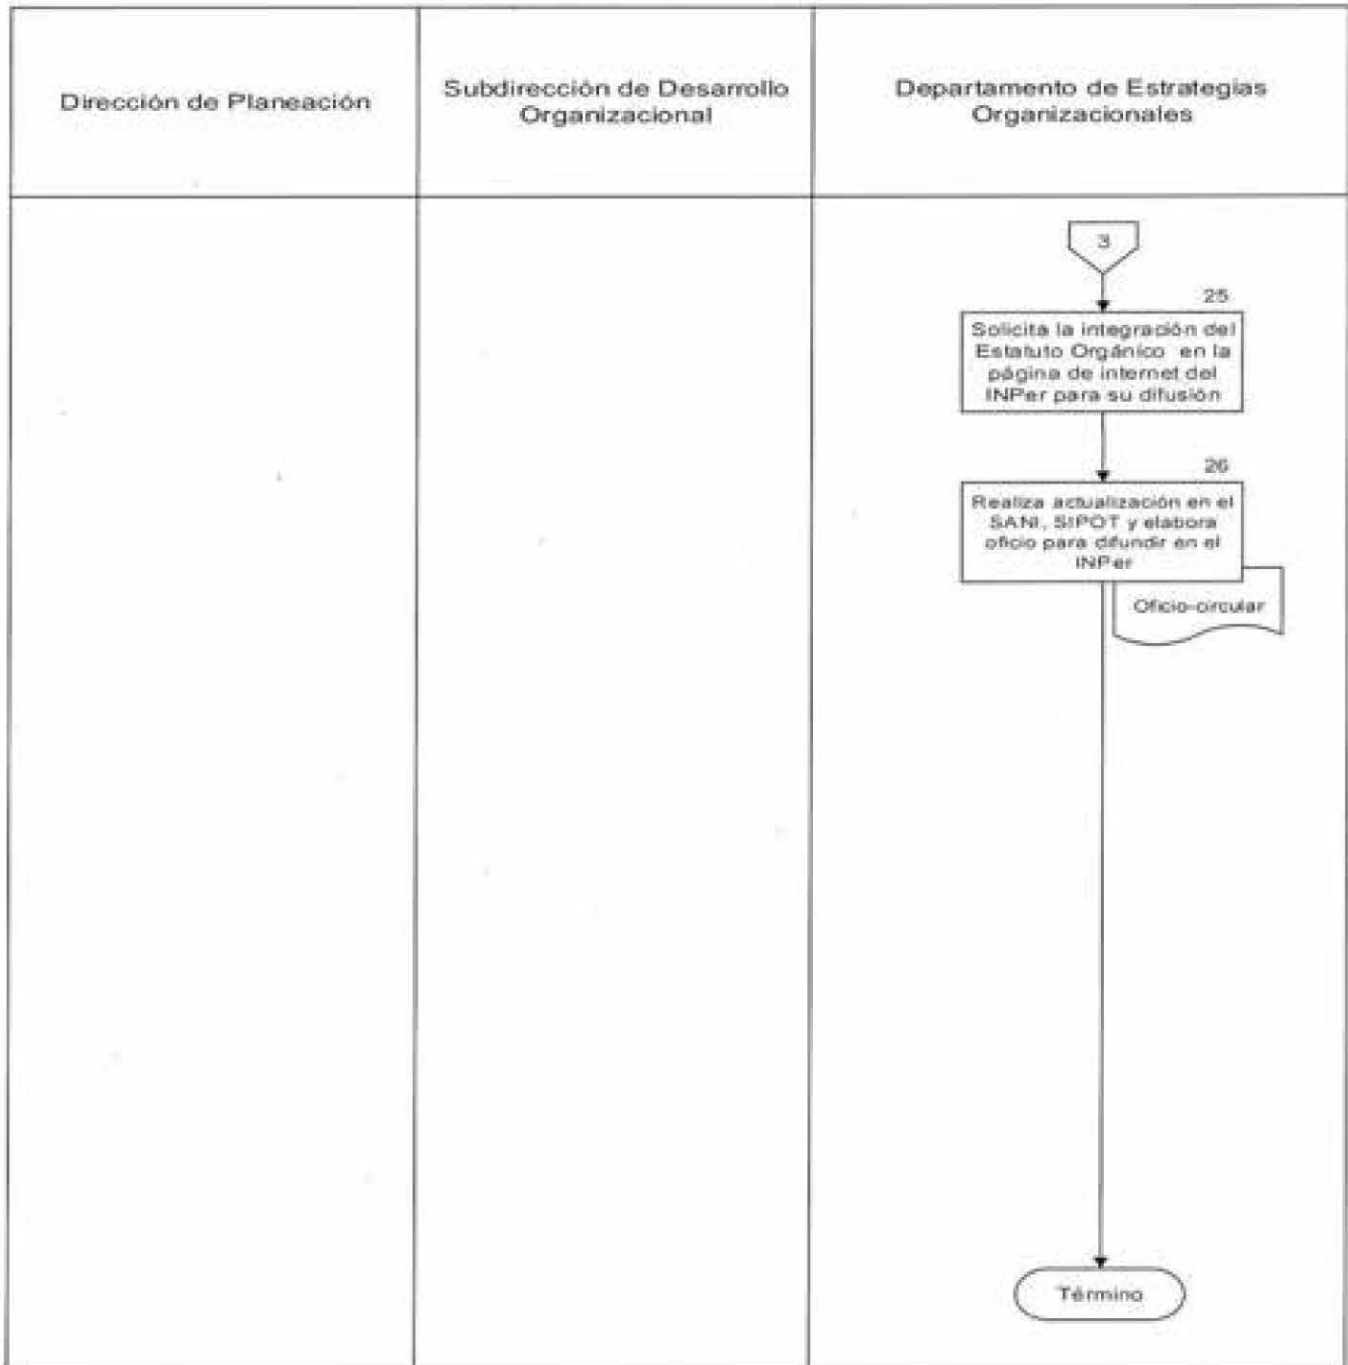 Dirección de Planeación
Subdirección de Desarrollo
Organizacional
Departamento de Estrategias
Organizacionales
3
25
Solicita la integración del
Estatuto Orgánico en la
página de internet del
INPer para su difusión
26
Realiza actualización en el
SANI, SIPOT y elabora
oficio para difundir en el
INPer
Oficio-circular
Término